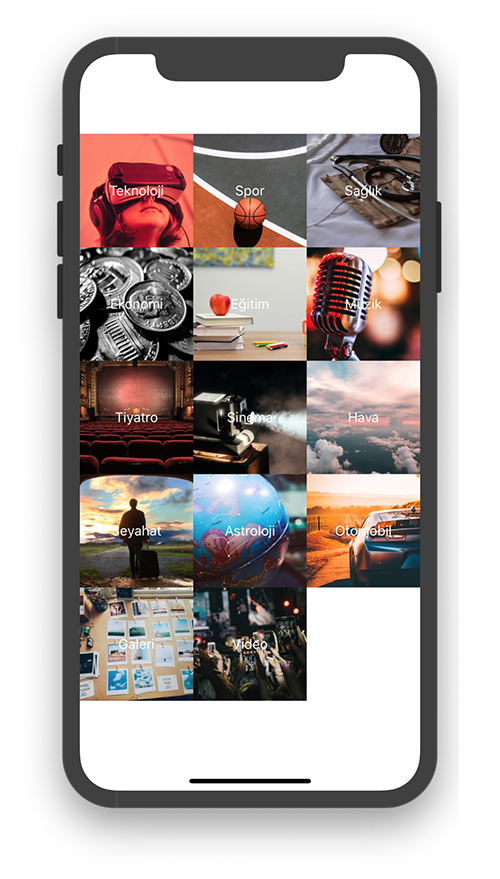 Teknoloji
Spor
Sağlık
Ekonomi
Eğitim
Müzik
Tiyatro
Sinema
Hava
Seyahat
Astroloji
Otomobil
Galeri
Video